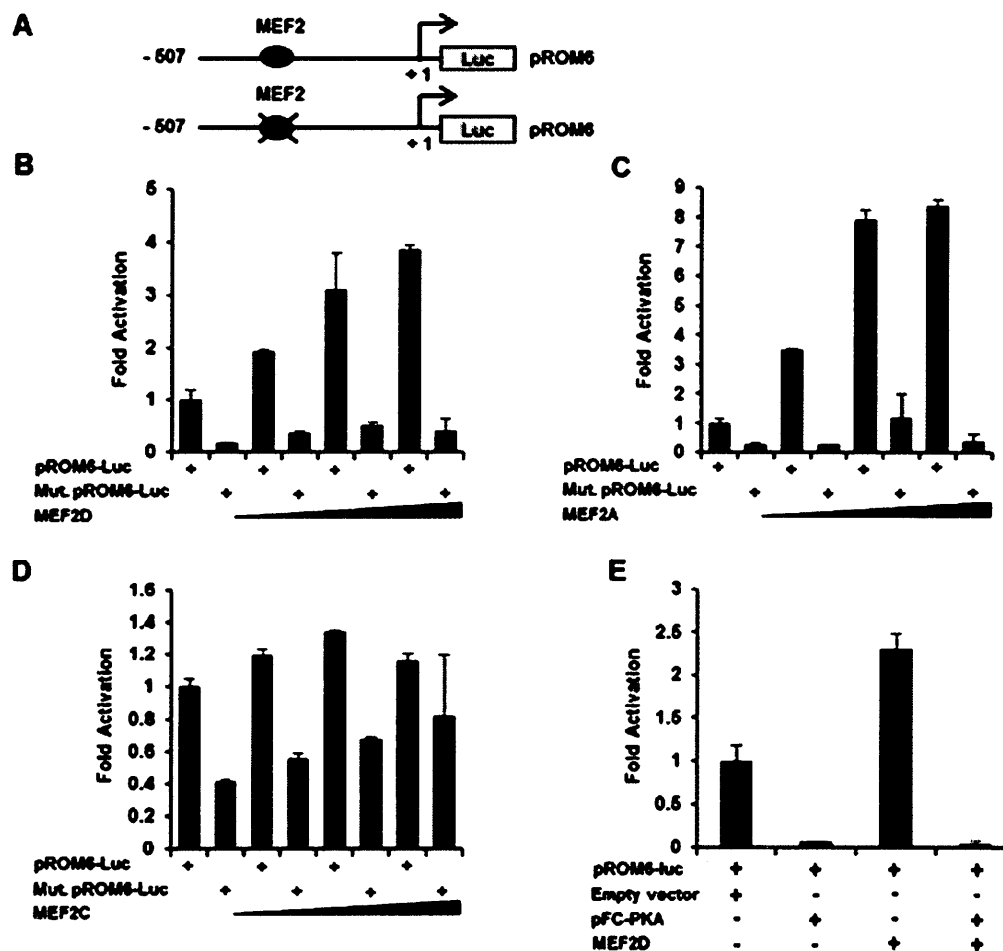 A
MEF2
- 507
+ 1
Luc
pROM6
MEF2
- 507
+ 1
Luc
pROM6
B
5
4
3
2
1
0
Fold Activation
pROM6-Luc + + + +
Mut. pROM6-Luc + + + +
MEF2D
C
9
8
7
6
5
4
3
2
1
0
Fold Activation
pROM6-Luc + + + +
Mut. pROM6-Luc + + + +
MEF2A
D
1.6
1.4
1.2
1
0.8
0.6
0.4
0.2
0
Fold Activation
pROM6-Luc + + + +
Mut. pROM6-Luc + + + +
MEF2C
E
3
2.5
2
1.5
1
0.5
0
Fold Activation
pROM6-luc + + + +
Empty vector + - - -
pFC-PKA - + - +
MEF2D - - + +